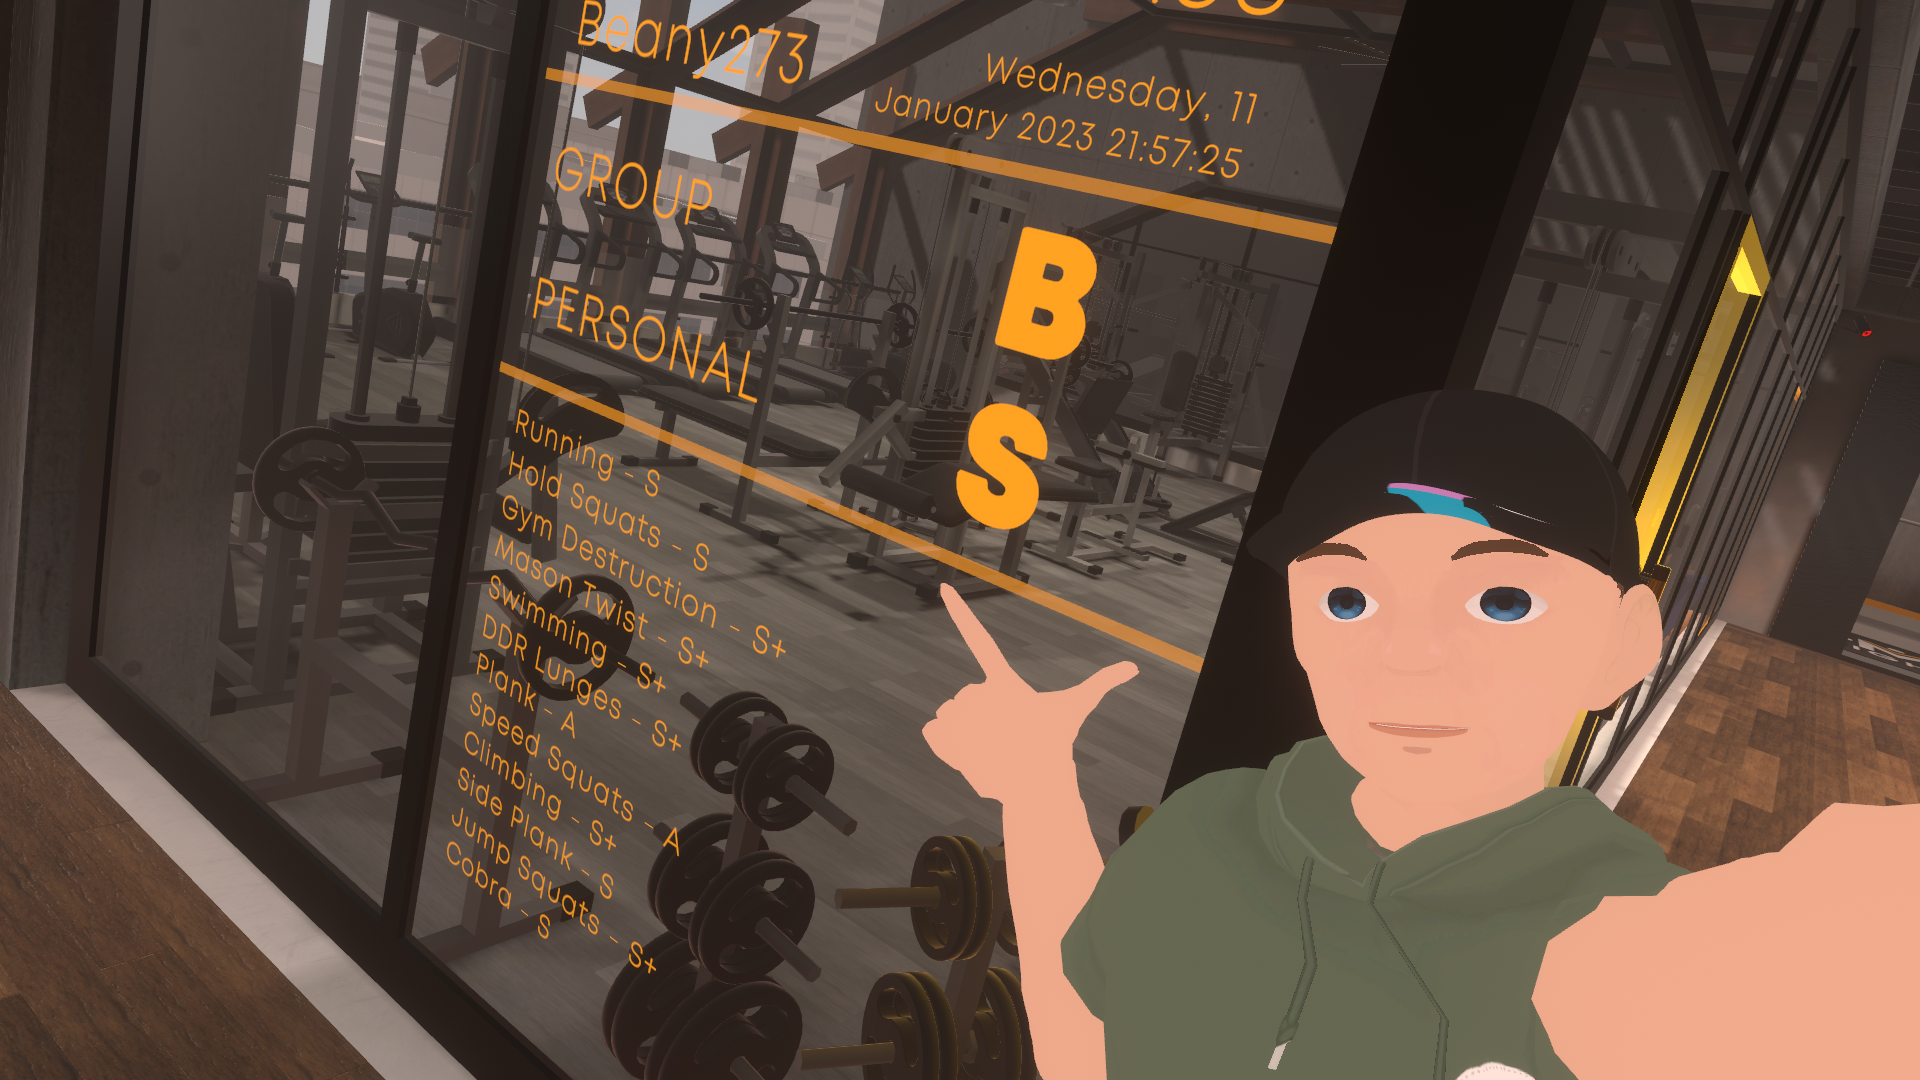 Beany273
Wednesday, 11
January 2023 21:57:25
GROUP B
PERSONAL S
Running - S
Hold Squats - S
Gym Destruction - S+
Mason Twist - S+
Swimming - S+
DDR Lunges - S+
Plank - A
Speed Squats - A
Climbing - S+
Side Plank - S
Jump Squats - S+
Cobra - S